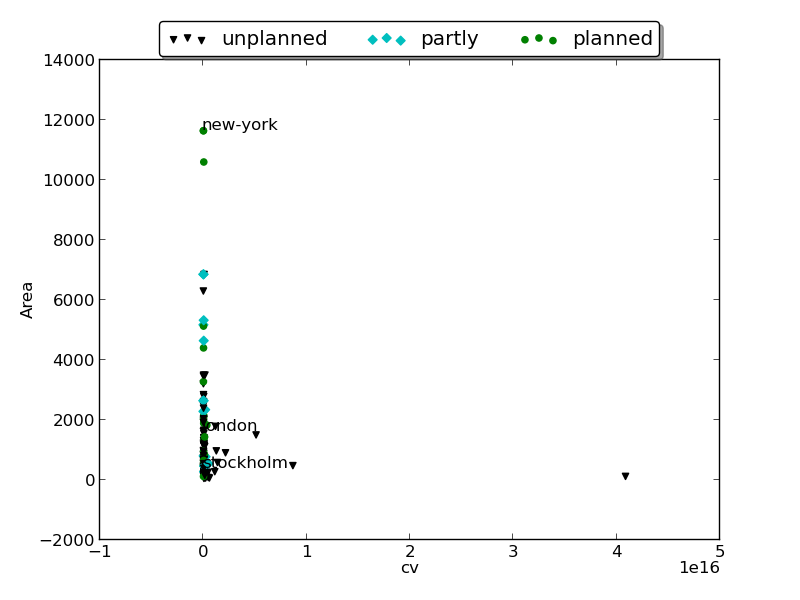 unplanned partly planned
14000
12000
10000
8000
6000
4000
2000
0
−2000
Area
new-york
london
stockholm
−1 0 1 2 3 4 5
cv
1e16